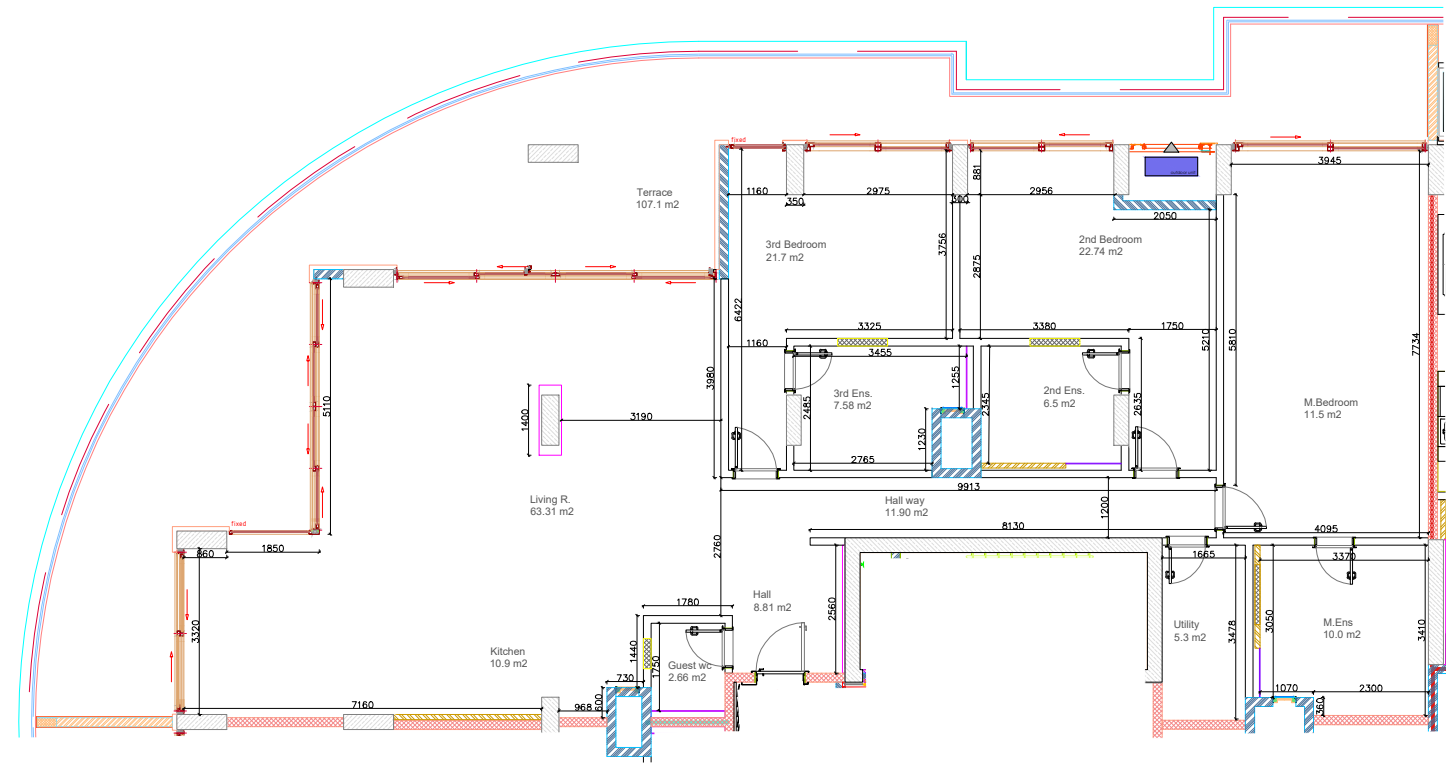 fixed
3945
881
1160
2975
2956
350
300
2050
Terrace
107.1 m2
3rd Bedroom
21.7 m2
3756
2nd Bedroom
22.74 m2
2875
6422
3325
3380
1750
5210
5810
7734
1160
3455
3980
5110
1255
2345
2635
3rd Ens.
7.58 m2
2485
2nd Ens.
6.5 m2
M.Bedroom
11.5 m2
1400
3190
1230
2765
9913
Living R.
63.31 m2
Hall way
11.90 m2
1200
fixed
8130
4095
1850
860
2760
1665
3370
3320
1780
Hall
8.81 m2
2560
3050
3410
1440
1750
Utility
5.3 m2
3478
M.Ens
10.0 m2
Kitchen
10.9 m2
Guest wc
2.66 m2
730
600
1070
2300
360
7160
968